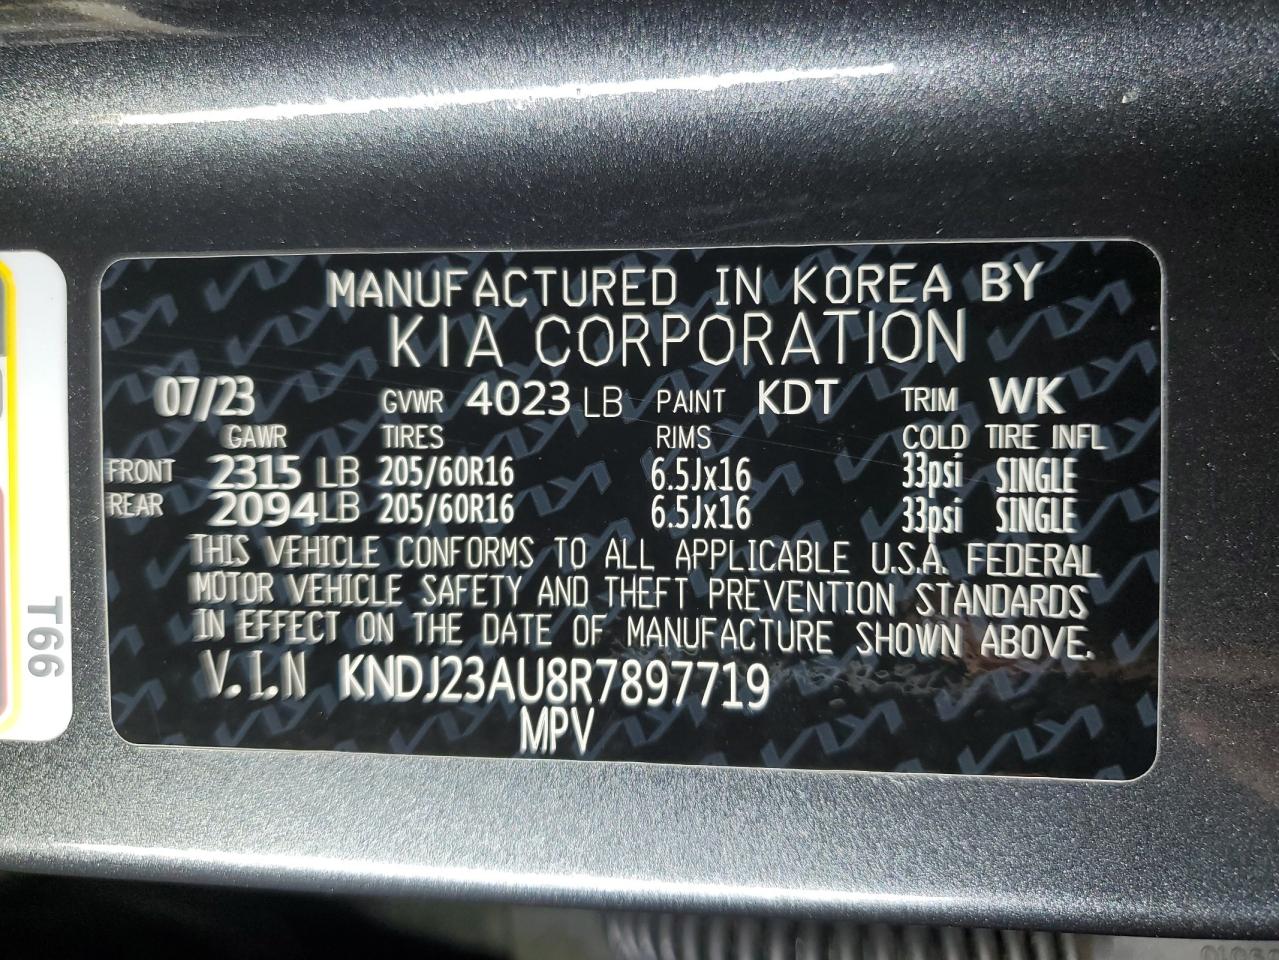 MANUFACTURED IN KOREA BY
KIA CORPORATION
07/23 GVWR 4023 LB PAINT KDT TRIM WK
GAWR TIRES RIMS COLD TIRE INFL
FRONT 2315 LB 205/60R16 6.5Jx16 33psi SINGLE
REAR 2094LB 205/60R16 6.5Jx16 33psi SINGLE
THIS VEHICLE CONFORMS TO ALL APPLICABLE U.S.A. FEDERAL
MOTOR VEHICLE SAFETY AND THEFT PREVENTION STANDARDS
IN EFFECT ON THE DATE OF MANUFACTURE SHOWN ABOVE.
V.I.N KNDJ23AU8R7897719
MPV
T66